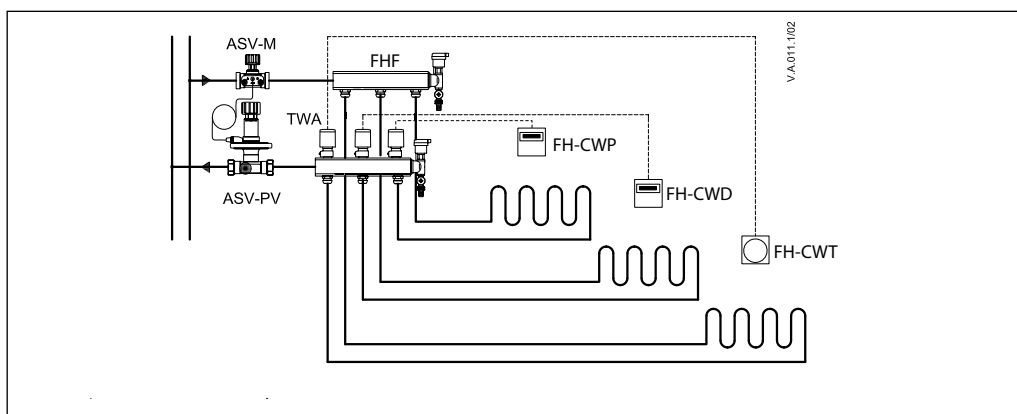 ASV-M
FHF
V.A.011.1/02
TWA
FH-CWP
FH-CWD
ASV-PV
FH-CWT